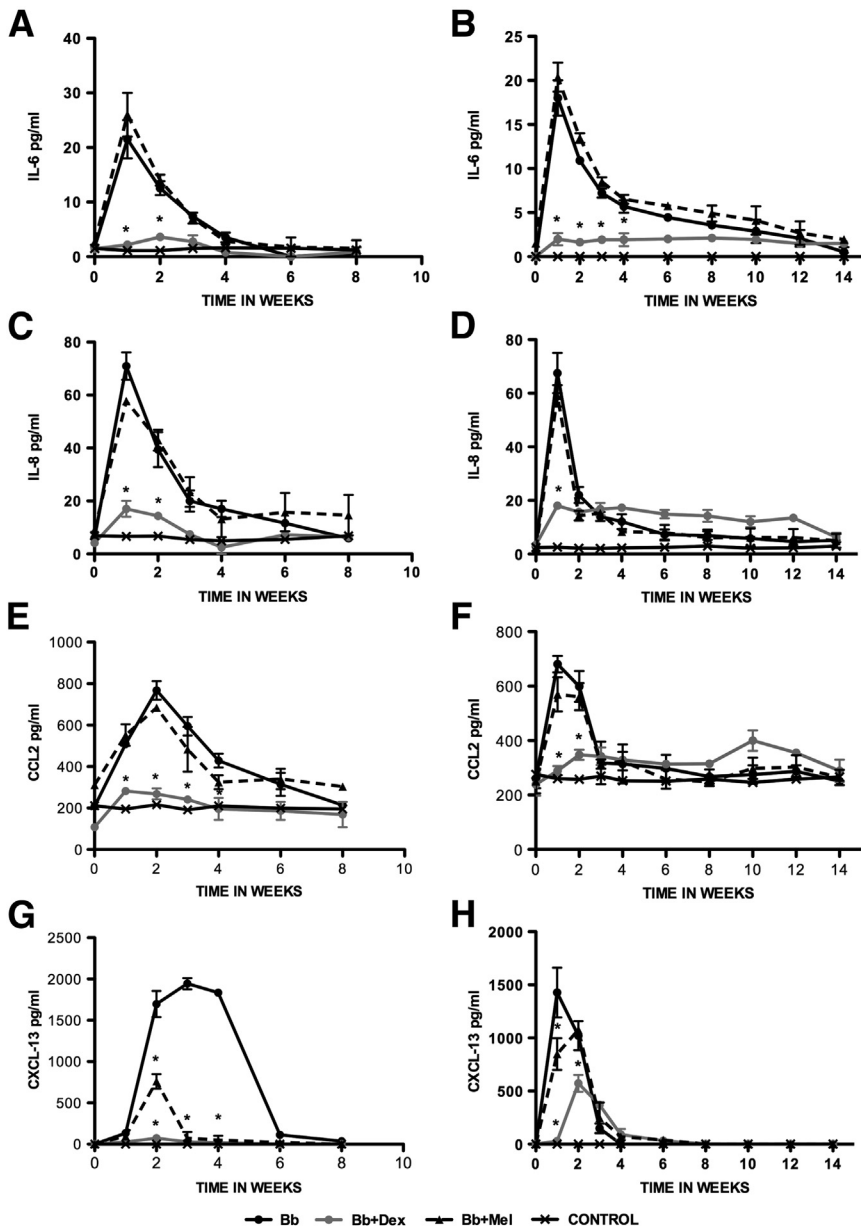 A
IL-6 pg/ml
40
30
20
10
0
* *
0 2 4 6 8 10
TIME IN WEEKS
B
IL-6 pg/ml
25
20
15
10
5
0
* * * *
0 2 4 6 8 10 12 14
TIME IN WEEKS
C
IL-8 pg/ml
80
60
40
20
0
* *
0 2 4 6 8 10
TIME IN WEEKS
D
IL-8 pg/ml
80
60
40
20
0
*
0 2 4 6 8 10 12 14
TIME IN WEEKS
E
CCL2 pg/ml
1000
800
600
400
200
0
* * * *
0 2 4 6 8 10
TIME IN WEEKS
F
CCL2 pg/ml
800
600
400
200
0
* *
0 2 4 6 8 10 12 14
TIME IN WEEKS
G
CXCL-13 pg/ml
2500
2000
1500
1000
500
0
*
* * *
0 2 4 6 8 10
TIME IN WEEKS
H
CXCL-13 pg/ml
2000
1500
1000
500
0
*
*
*
0 2 4 6 8 10 12 14
TIME IN WEEKS
Bb Bb+Dex Bb+Mel CONTROL